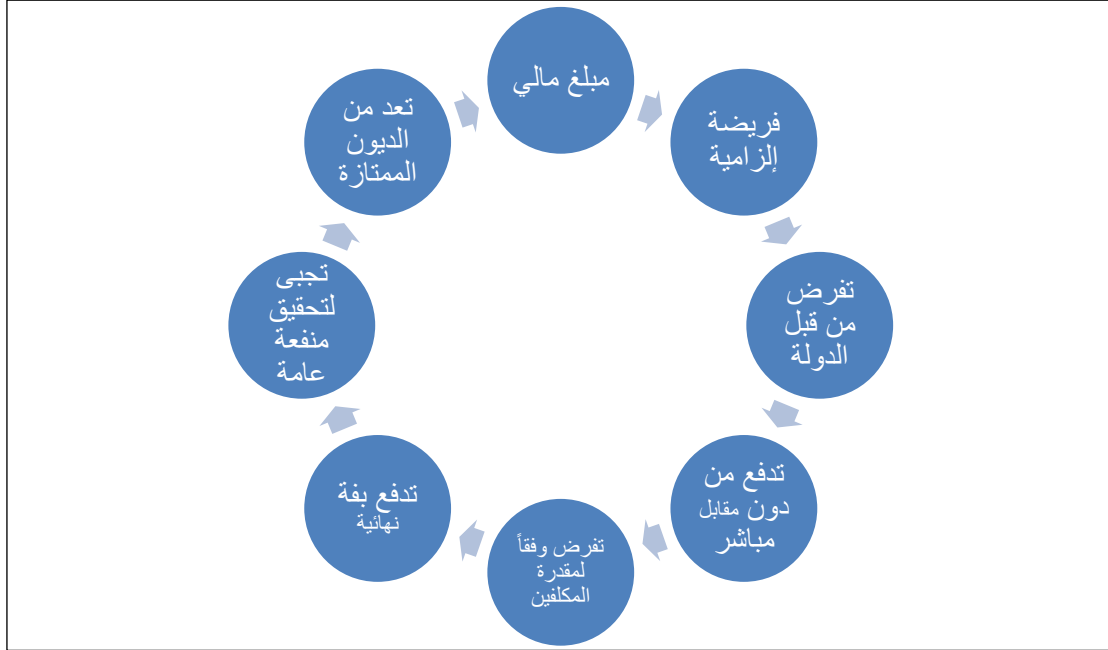 مبلغ مالي
فريضة
إلزامية
تفرض
من قبل
الدولة
تدفع من
دون مقابل
مباشر
تفرض وفقاً
لمقدرة
المكلفين
تدفع بفة
نهائية
تجبى
لتحقيق
منفعة
عامة
تعد من
الديون
الممتازة